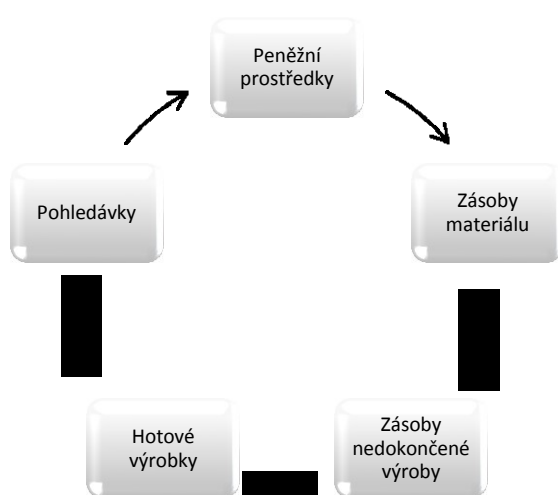 Peněžní
prostředky
Pohledávky
Zásoby
materiálu
Hotové
výrobky
Zásoby
nedokončené
výroby